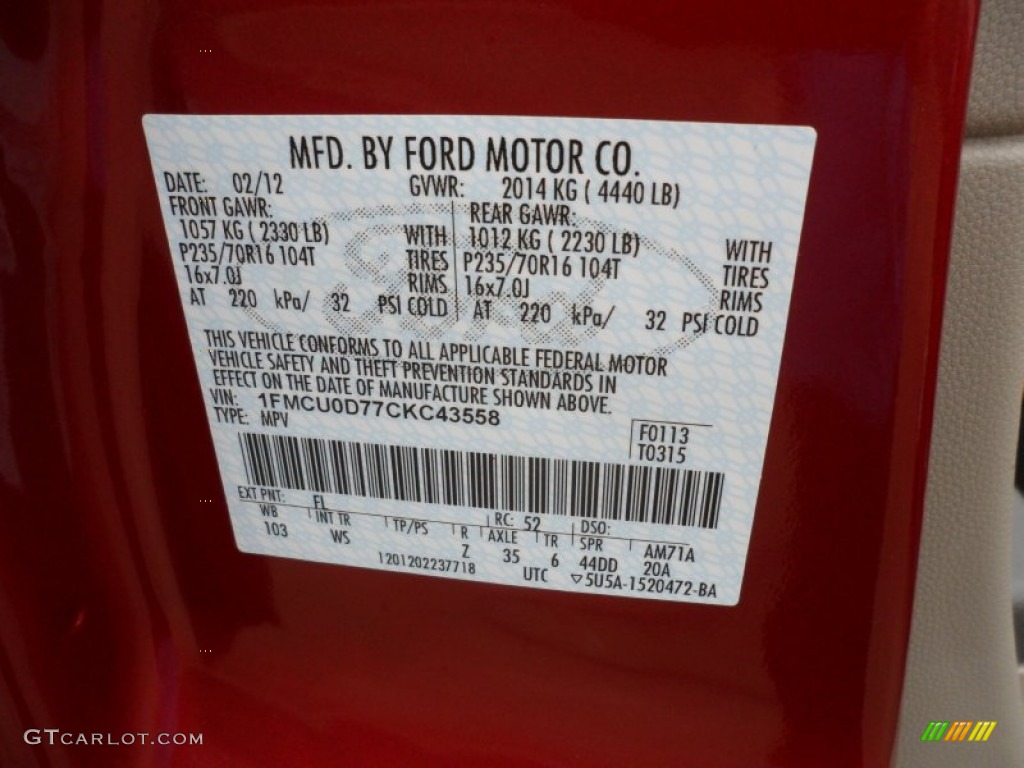 MFD. BY FORD MOTOR CO.
DATE: 02/12 GVWR: 2014 KG ( 4440 LB)
FRONT GAWR: REAR GAWR:
1057 KG ( 2330 LB) WITH 1012 KG ( 2230 LB) WITH
P235/70R16 104T TIRES P235/70R16 104T TIRES
16x7.0J RIMS 16x7.0J RIMS
AT 220 kPa/ 32 PSI COLD AT 220 kPa/ 32 PSI COLD
THIS VEHICLE CONFORMS TO ALL APPLICABLE FEDERAL MOTOR
VEHICLE SAFETY AND THEFT PREVENTION STANDARDS IN
EFFECT ON THE DATE OF MANUFACTURE SHOWN ABOVE.
VIN: 1FMCU0D77CKC43558
TYPE: MPV
F0113
T0315
EXT PNT: FL RC: 52 DSO:
WB INT TR TP/PS R AXLE TR SPR AM71A
103 WS Z 35 6 44DD 20A
1201202237718 UTC ▽5U5A-1520472-BA
Ford
GTCARLOT.COM